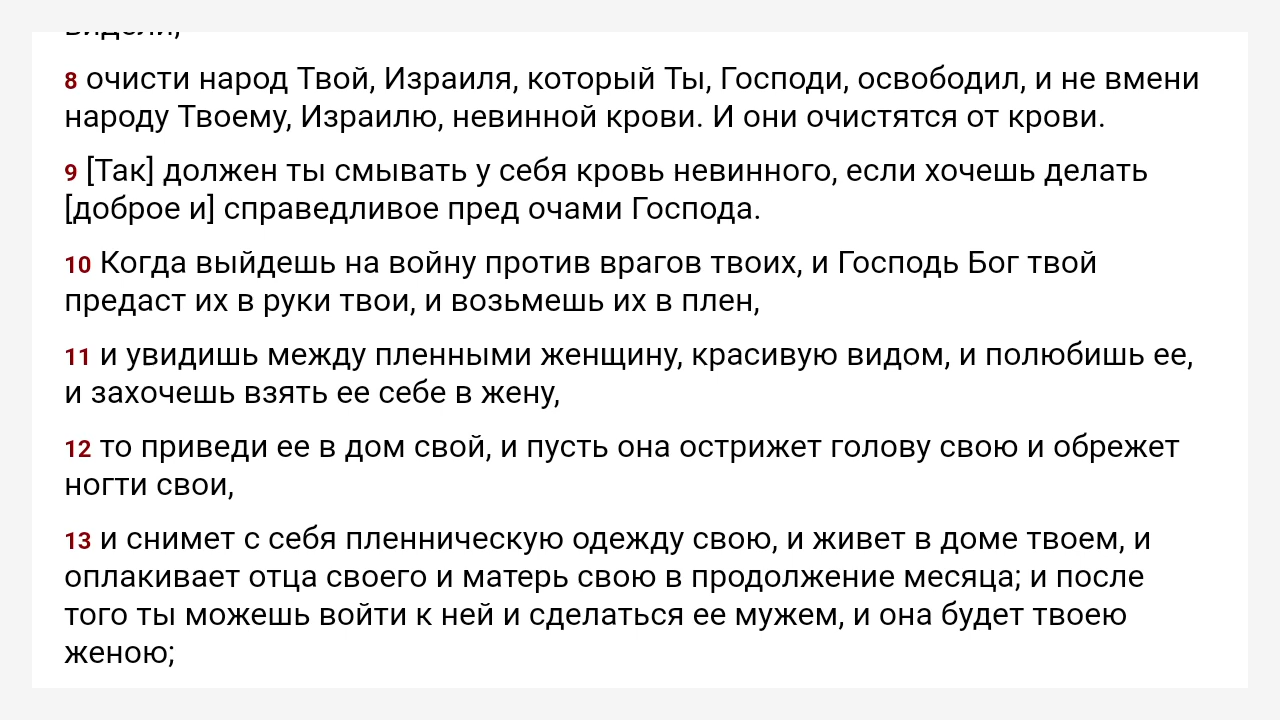 8 очисти народ Твой, Израиля, который Ты, Господи, освободил, и не вмени
народу Твоему, Израилю, невинной крови. И они очистятся от крови.
9 [Так] должен ты смывать у себя кровь невинного, если хочешь делать
[доброе и] справедливое пред очами Господа.
10 Когда выйдешь на войну против врагов твоих, и Господь Бог твой
предаст их в руки твои, и возьмешь их в плен,
11 и увидишь между пленными женщину, красивую видом, и полюбишь ее,
и захочешь взять ее себе в жену,
12 то приведи ее в дом свой, и пусть она острижет голову свою и обрежет
ногти свои,
13 и снимет с себя пленническую одежду свою, и живет в доме твоем, и
оплакивает отца своего и матерь свою в продолжение месяца; и после
того ты можешь войти к ней и сделаться ее мужем, и она будет твоею
женою;